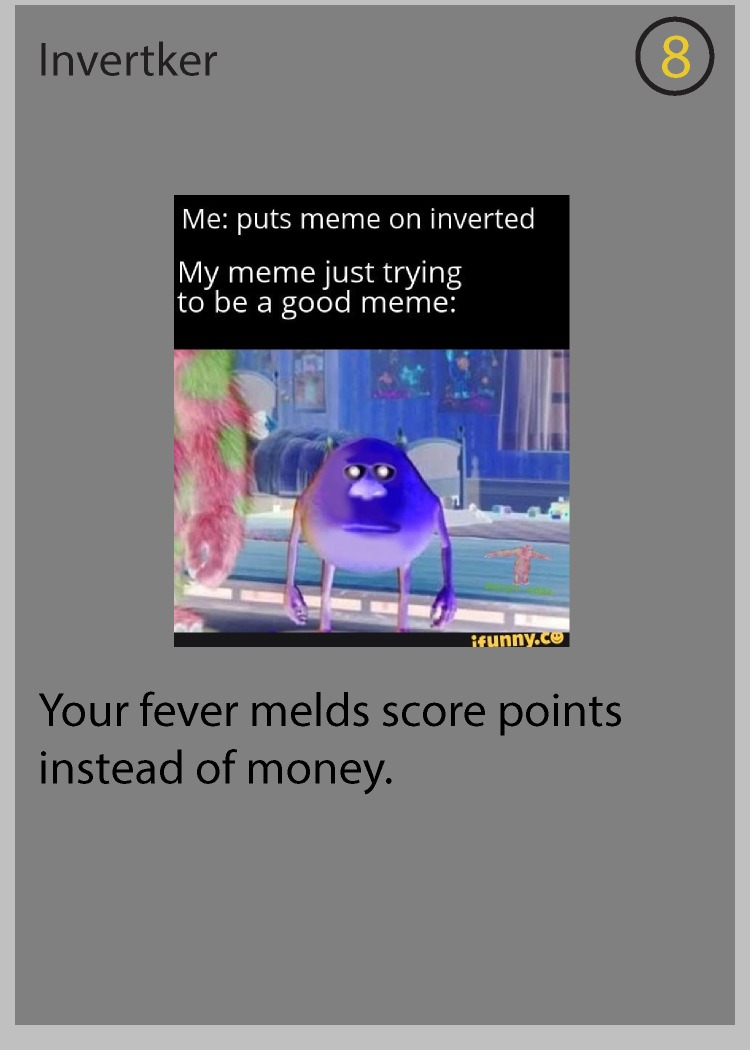 Invertker
8
Me: puts meme on inverted
My meme just trying
to be a good meme:
ifunny.co
Your fever melds score points
instead of money.